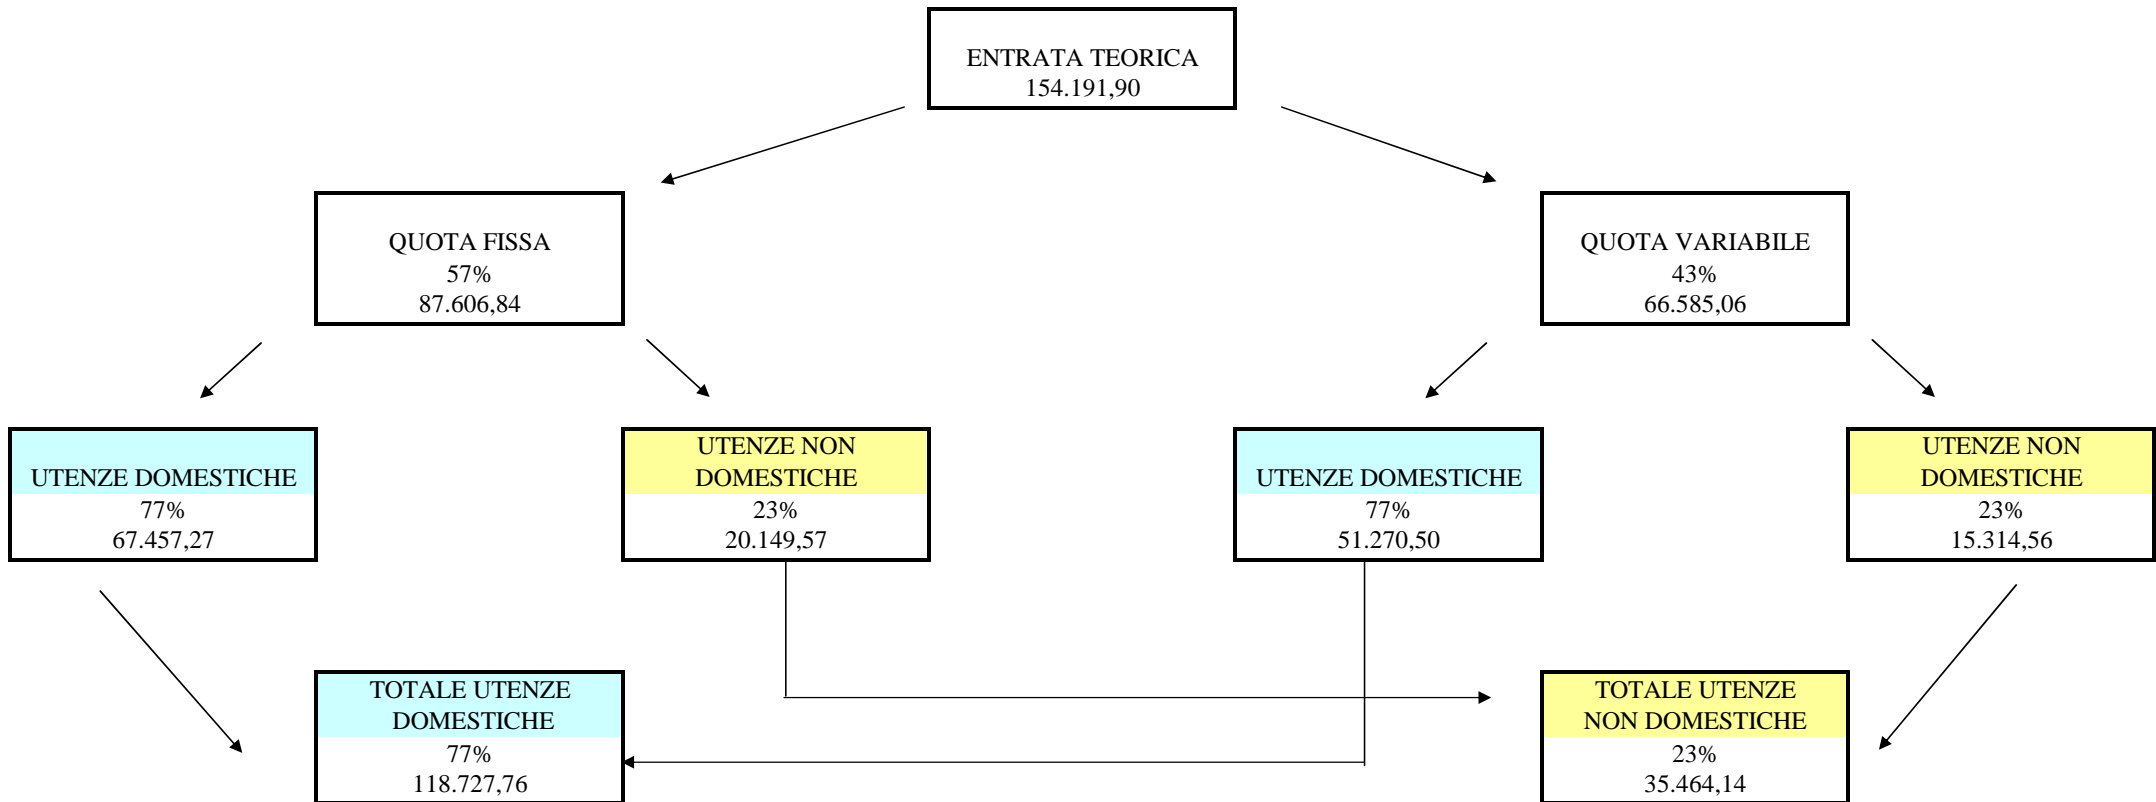 ENTRATA TEORICA
154.191,90
QUOTA FISSA
57%
87.606,84
QUOTA VARIABILE
43%
66.585,06
UTENZE DOMESTICHE
77%
67.457,27
UTENZE NON
DOMESTICHE
23%
20.149,57
UTENZE DOMESTICHE
77%
51.270,50
UTENZE NON
DOMESTICHE
23%
15.314,56
TOTALE UTENZE
DOMESTICHE
77%
118.727,76
TOTALE UTENZE
NON DOMESTICHE
23%
35.464,14